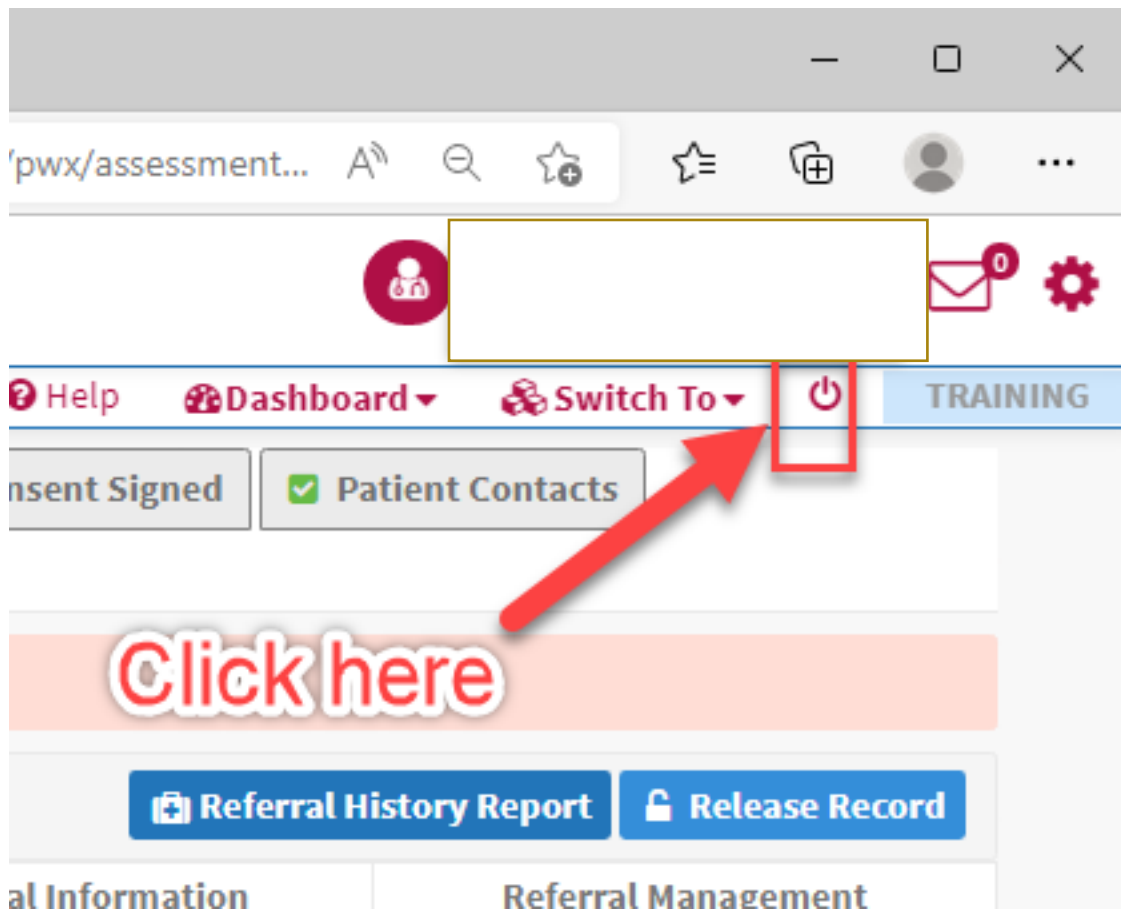 /pwx/assessment...
0
Help Dashboard Switch To TRAINING
nsent Signed Patient Contacts
Click here
Referral History Report Release Record
al Information Referral Management